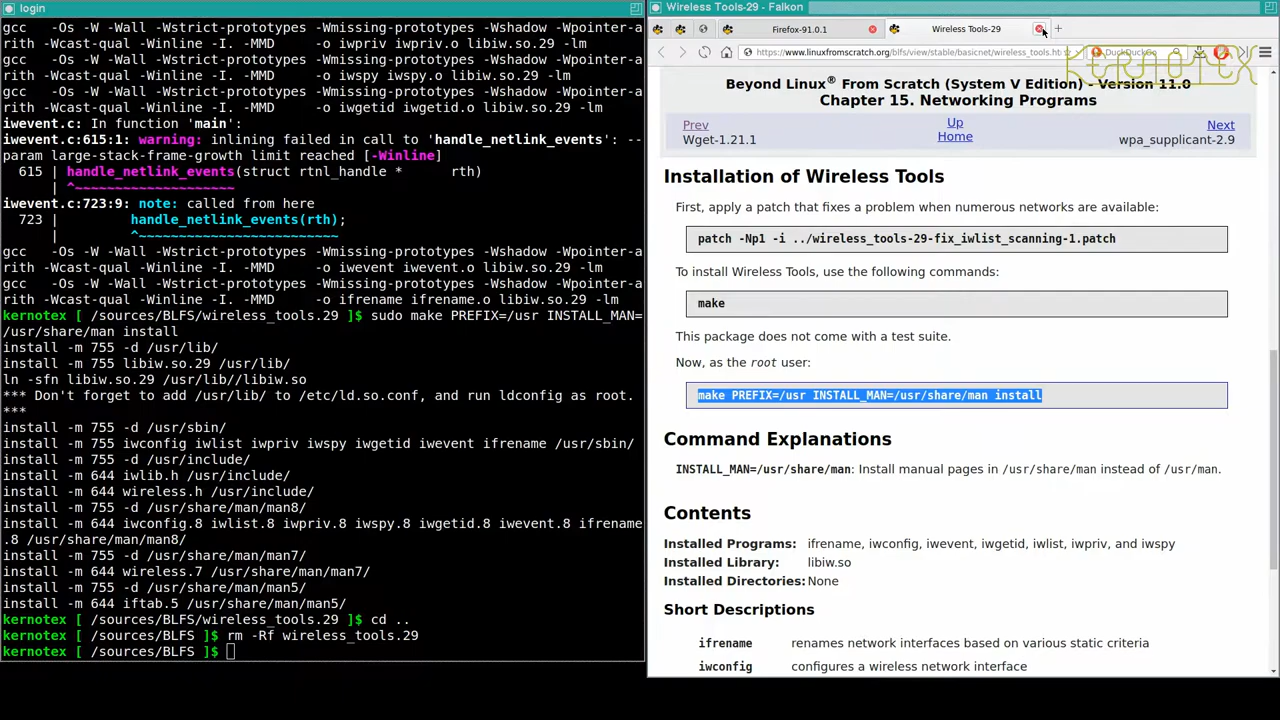 login
gcc   -Os -W -Wall -Wstrict-prototypes -Wmissing-prototypes -Wshadow -Wpointer-a
rith -Wcast-qual -Winline -I. -MMD     -o iwpriv iwpriv.o libiw.so.29 -lm
gcc   -Os -W -Wall -Wstrict-prototypes -Wmissing-prototypes -Wshadow -Wpointer-a
rith -Wcast-qual -Winline -I. -MMD     -o iwspy iwspy.o libiw.so.29 -lm
gcc   -Os -W -Wall -Wstrict-prototypes -Wmissing-prototypes -Wshadow -Wpointer-a
rith -Wcast-qual -Winline -I. -MMD     -o iwgetid iwgetid.o libiw.so.29 -lm
iwevent.c: In function 'main':
iwevent.c:615:1: warning: inlining failed in call to 'handle_netlink_events': --
param large-stack-frame-growth limit reached [-Winline]
  615 | handle_netlink_events(struct rtnl_handle *      rth)
      | ^~~~~~~~~~~~~~~~~~~~~
iwevent.c:723:9: note: called from here
  723 |         handle_netlink_events(rth);
      |         ^~~~~~~~~~~~~~~~~~~~~~~~~~
gcc   -Os -W -Wall -Wstrict-prototypes -Wmissing-prototypes -Wshadow -Wpointer-a
rith -Wcast-qual -Winline -I. -MMD     -o iwevent iwevent.o libiw.so.29 -lm
gcc   -Os -W -Wall -Wstrict-prototypes -Wmissing-prototypes -Wshadow -Wpointer-a
rith -Wcast-qual -Winline -I. -MMD     -o ifrename ifrename.o libiw.so.29 -lm
kernotex [ /sources/BLFS/wireless_tools.29 ]$ sudo make PREFIX=/usr INSTALL_MAN=
/usr/share/man install
install -m 755 -d /usr/lib/
install -m 755 libiw.so.29 /usr/lib/
ln -sfn libiw.so.29 /usr/lib//libiw.so
*** Don't forget to add /usr/lib/ to /etc/ld.so.conf, and run ldconfig as root.
***
install -m 755 -d /usr/sbin/
install -m 755 iwconfig iwlist iwpriv iwspy iwgetid iwevent ifrename /usr/sbin/
install -m 755 -d /usr/include/
install -m 644 iwlib.h /usr/include/
install -m 644 wireless.h /usr/include/
install -m 755 -d /usr/share/man/man8/
install -m 644 iwconfig.8 iwlist.8 iwpriv.8 iwspy.8 iwgetid.8 iwevent.8 ifrename
.8 /usr/share/man/man8/
install -m 755 -d /usr/share/man/man7/
install -m 644 wireless.7 /usr/share/man/man7/
install -m 755 -d /usr/share/man/man5/
install -m 644 iftab.5 /usr/share/man/man5/
kernotex [ /sources/BLFS/wireless_tools.29 ]$ cd ..
kernotex [ /sources/BLFS ]$ rm -Rf wireless_tools.29
kernotex [ /sources/BLFS ]$
Wireless Tools-29 - Falkon
Firefox-91.0.1
Wireless Tools-29
https://www.linuxfromscratch.org/blfs/view/stable/basicnet/wireless_tools.ht
DuckDuckGo
KERNOTEX
Beyond Linux® From Scratch (System V Edition) - Version 11.0
Chapter 15. Networking Programs
Prev Up Next
Wget-1.21.1 Home wpa_supplicant-2.9
Installation of Wireless Tools
First, apply a patch that fixes a problem when numerous networks are available:
patch -Np1 -i ../wireless_tools-29-fix_iwlist_scanning-1.patch
To install Wireless Tools, use the following commands:
make
This package does not come with a test suite.
Now, as the root user:
make PREFIX=/usr INSTALL_MAN=/usr/share/man install
Command Explanations
INSTALL_MAN=/usr/share/man: Install manual pages in /usr/share/man instead of /usr/man.
Contents
Installed Programs: ifrename, iwconfig, iwevent, iwgetid, iwlist, iwpriv, and iwspy
Installed Library: libiw.so
Installed Directories: None
Short Descriptions
ifrename renames network interfaces based on various static criteria
iwconfig configures a wireless network interface